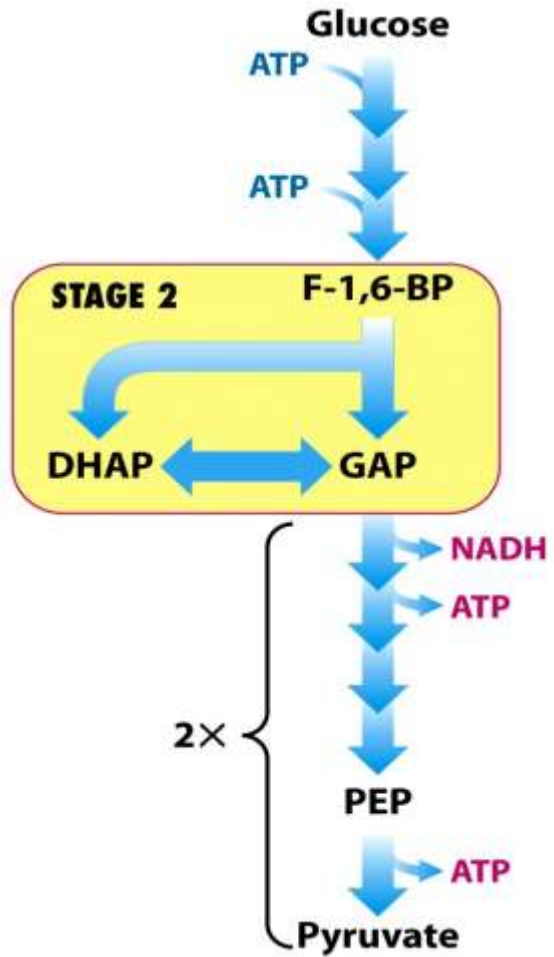 Glucose
ATP
ATP
STAGE 2
F-1,6-BP
DHAP
GAP
NADH
ATP
2×
PEP
ATP
Pyruvate